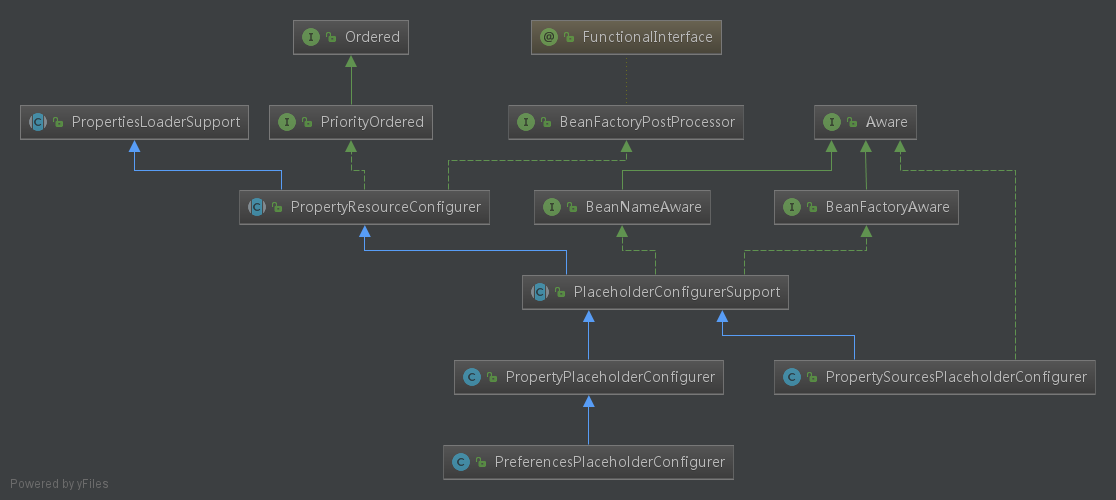 I Ordered
@ FunctionalInterface
C PropertiesLoaderSupport
I PriorityOrdered
I BeanFactoryPostProcessor
I Aware
C PropertyResourceConfigurer
I BeanNameAware
I BeanFactoryAware
C PlaceholderConfigurerSupport
C PropertyPlaceholderConfigurer
C PropertySourcesPlaceholderConfigurer
C PreferencesPlaceholderConfigurer
Powered by yFiles